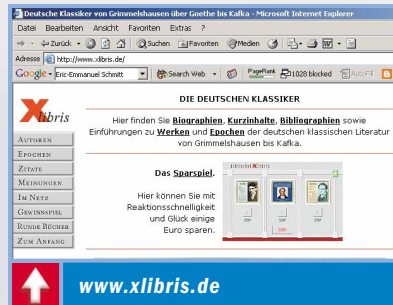 Deutsche Klassiker von Grimmelshausen über Goethe bis Kafka - Microsoft Internet Explorer
Datei Bearbeiten Ansicht Favoriten Extras ?
Zurück Suchen Favoriten Medien
Adresse http://www.xlibris.de/
Google Eric-Emmanuel Schmitt Search Web PageRank 1028 blocked AutoFill
Xlibris
AUTOREN
EPOCHEN
ZITATE
MEINUNGEN
IM NETZ
GEWINNSPIEL
RUNDE BÜCHER
ZUM ANFANG
DIE DEUTSCHEN KLASSIKER
Hier finden Sie Biographien, Kurzinhalte, Bibliographien sowie
Einführungen zu Werken und Epochen der deutschen klassischen Literatur
von Grimmelshausen bis Kafka.
Das Sparspiel.
Hier können Sie mit
Reaktionsschnelligkeit
und Glück einige
Euro sparen.
www.xlibris.de